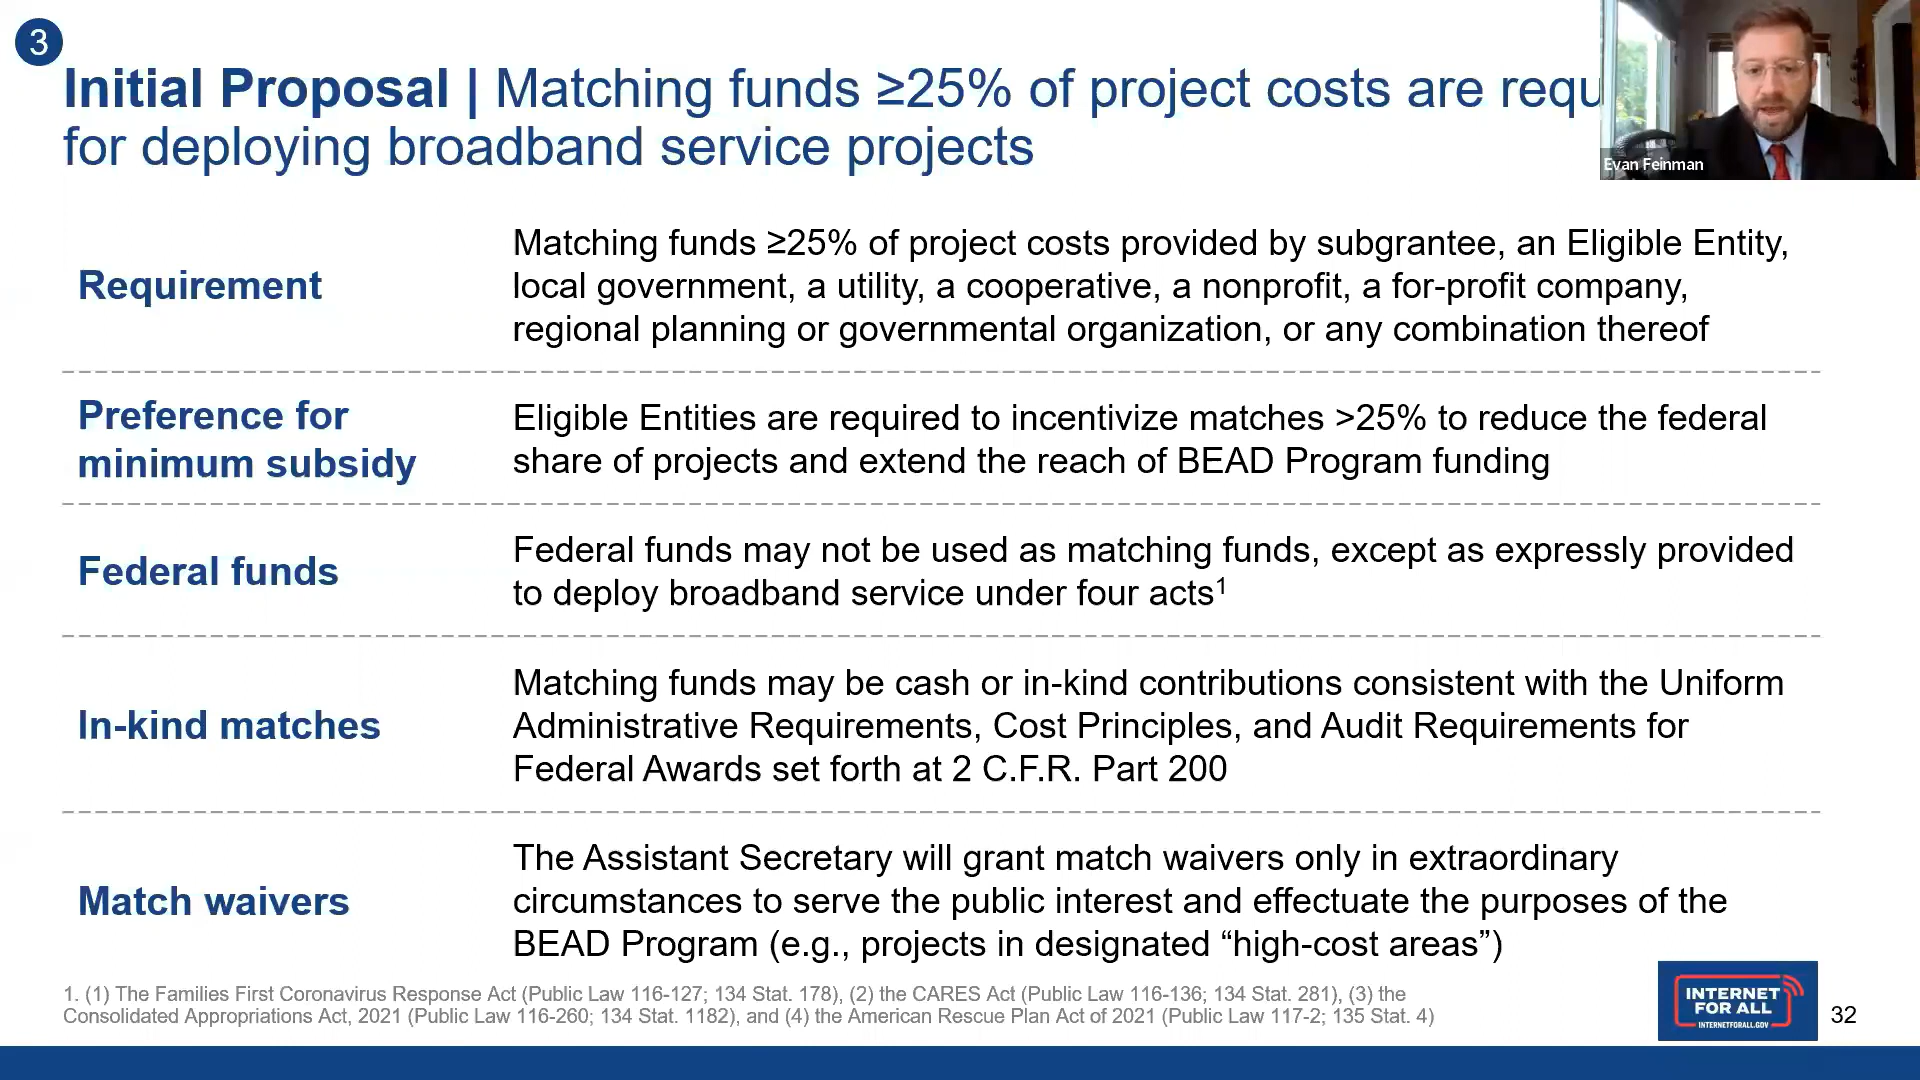 3
Initial Proposal | Matching funds ≥25% of project costs are requ
for deploying broadband service projects
Evan Feinman
Requirement
Matching funds ≥25% of project costs provided by subgrantee, an Eligible Entity,
local government, a utility, a cooperative, a nonprofit, a for-profit company,
regional planning or governmental organization, or any combination thereof
Preference for
minimum subsidy
Eligible Entities are required to incentivize matches >25% to reduce the federal
share of projects and extend the reach of BEAD Program funding
Federal funds
Federal funds may not be used as matching funds, except as expressly provided
to deploy broadband service under four acts1
In-kind matches
Matching funds may be cash or in-kind contributions consistent with the Uniform
Administrative Requirements, Cost Principles, and Audit Requirements for
Federal Awards set forth at 2 C.F.R. Part 200
Match waivers
The Assistant Secretary will grant match waivers only in extraordinary
circumstances to serve the public interest and effectuate the purposes of the
BEAD Program (e.g., projects in designated “high-cost areas”)
1. (1) The Families First Coronavirus Response Act (Public Law 116-127; 134 Stat. 178), (2) the CARES Act (Public Law 116-136; 134 Stat. 281), (3) the
Consolidated Appropriations Act, 2021 (Public Law 116-260; 134 Stat. 1182), and (4) the American Rescue Plan Act of 2021 (Public Law 117-2; 135 Stat. 4)
INTERNET
FOR ALL
INTERNETFORALL.GOV
32